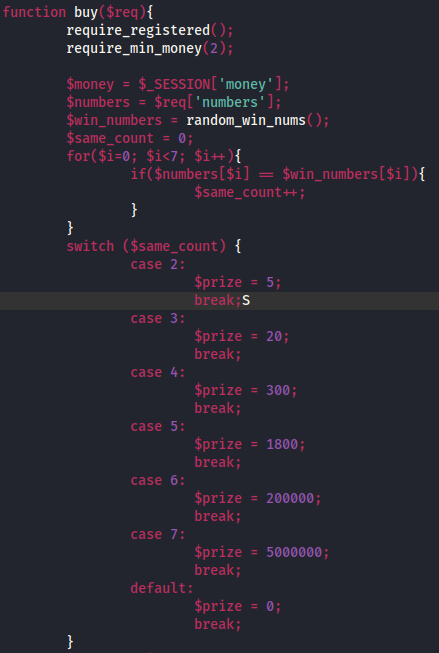 function buy($req){
        require_registered();
        require_min_money(2);

        $money = $_SESSION['money'];
        $numbers = $req['numbers'];
        $win_numbers = random_win_nums();
        $same_count = 0;
        for($i=0; $i<7; $i++){
                if($numbers[$i] == $win_numbers[$i]){
                        $same_count++;
                }
        }
        switch ($same_count) {
                case 2:
                        $prize = 5;
                        break;S
                case 3:
                        $prize = 20;
                        break;
                case 4:
                        $prize = 300;
                        break;
                case 5:
                        $prize = 1800;
                        break;
                case 6:
                        $prize = 200000;
                        break;
                case 7:
                        $prize = 5000000;
                        break;
                default:
                        $prize = 0;
                        break;
        }